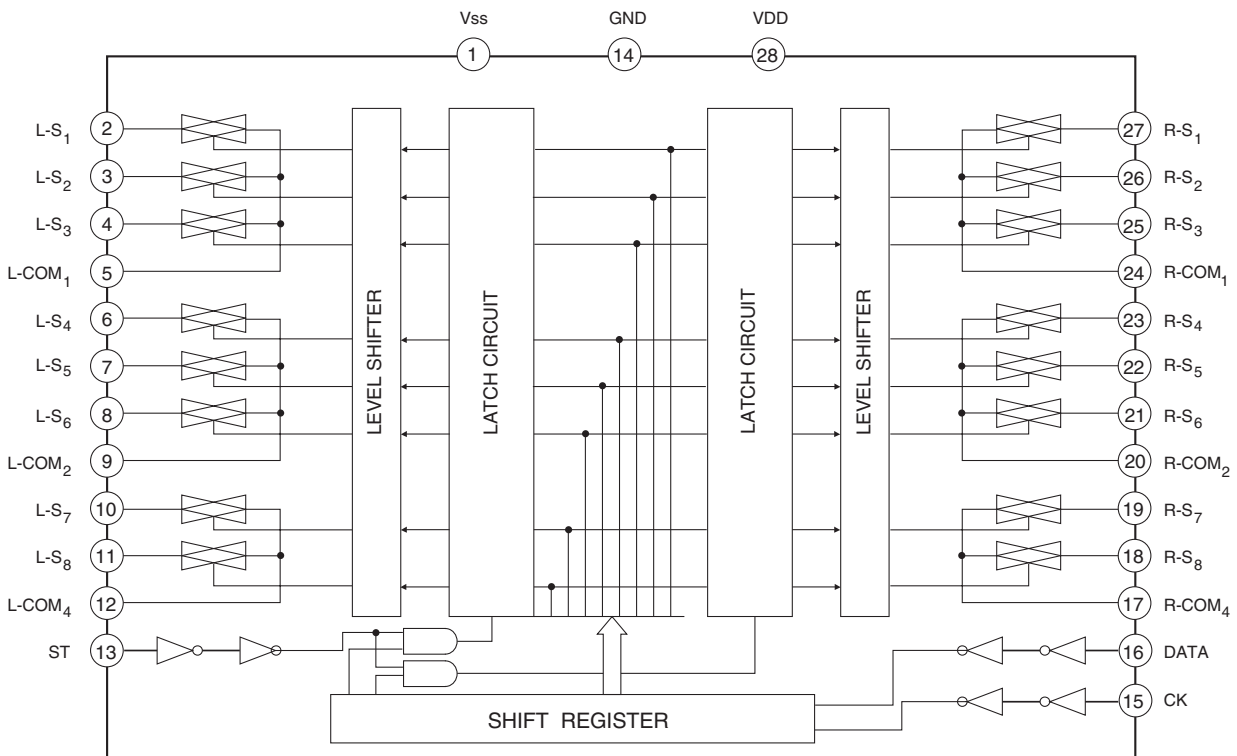 Vss GND VDD
1 14 28
L-S1 2 27 R-S1
L-S2 3 26 R-S2
L-S3 4 25 R-S3
L-COM1 5 24 R-COM1
L-S4 6 23 R-S4
L-S5 7 22 R-S5
L-S6 8 21 R-S6
L-COM2 9 20 R-COM2
L-S7 10 19 R-S7
L-S8 11 18 R-S8
L-COM4 12 17 R-COM4
ST 13 16 DATA
15 CK
LEVEL SHIFTER
LATCH CIRCUIT
LATCH CIRCUIT
LEVEL SHIFTER
SHIFT REGISTER